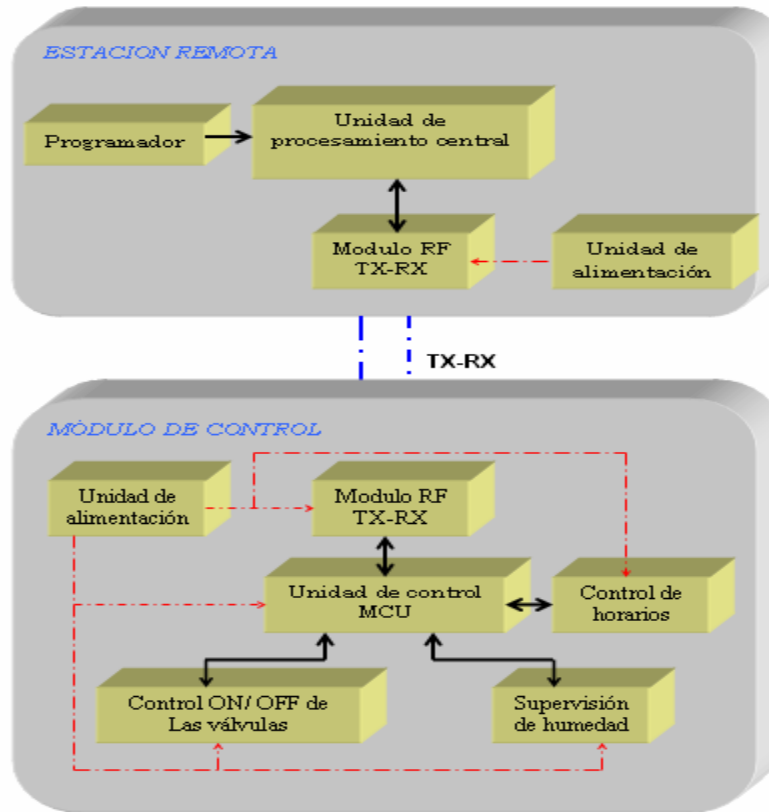 ESTACION REMOTA
Programador
Unidad de
procesamiento central
Modulo RF
TX-RX
Unidad de
alimentación
TX-RX
MÓDULO DE CONTROL
Unidad de
alimentación
Modulo RF
TX-RX
Unidad de control
MCU
Control de
horarios
Control ON/ OFF de
Las válvulas
Supervisión
de humedad